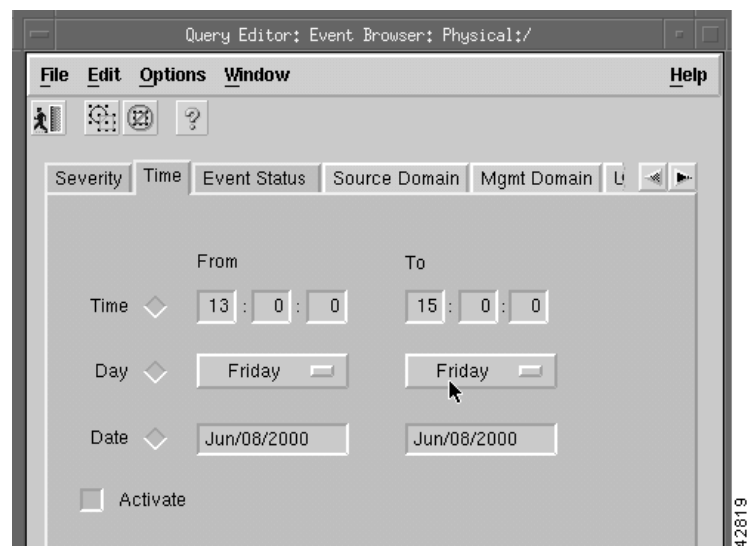 Query Editor: Event Browser: Physical:/
File Edit Options Window Help
?
Severity Time Event Status Source Domain Mgmt Domain
From To
Time 13 : 0 : 0 15 : 0 : 0
Day Friday Friday
Date Jun/08/2000 Jun/08/2000
Activate
42819